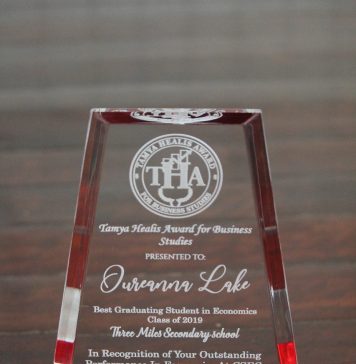 TAMYA HEALIS AWARD
THA
FOR BUSINESS STUDIES
Tamya Healis Award for Business
Studies
PRESENTED TO:
Oureanna Lake
Best Graduating Student in Economics
Class of 2019
Three Miles Secondary school
In Recognition of Your Outstanding